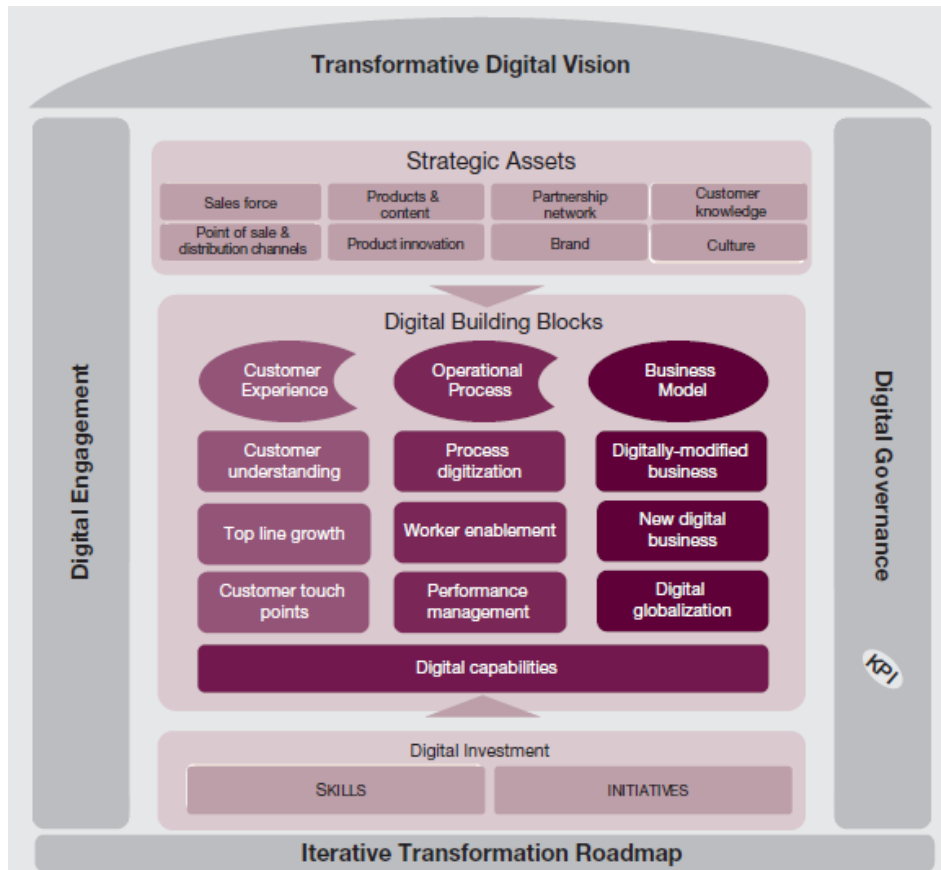 Transformative Digital Vision
Digital Engagement
Strategic Assets
Sales force
Products &
content
Partnership
network
Customer
knowledge
Point of sale &
distribution channels
Product innovation
Brand
Culture
Digital Building Blocks
Customer
Experience
Operational
Process
Business
Model
Customer
understanding
Process
digitization
Digitally-modified
business
Top line growth
Worker enablement
New digital
business
Customer touch
points
Performance
management
Digital
globalization
Digital capabilities
Digital Investment
SKILLS
INITIATIVES
Digital Governance
KPI
Iterative Transformation Roadmap